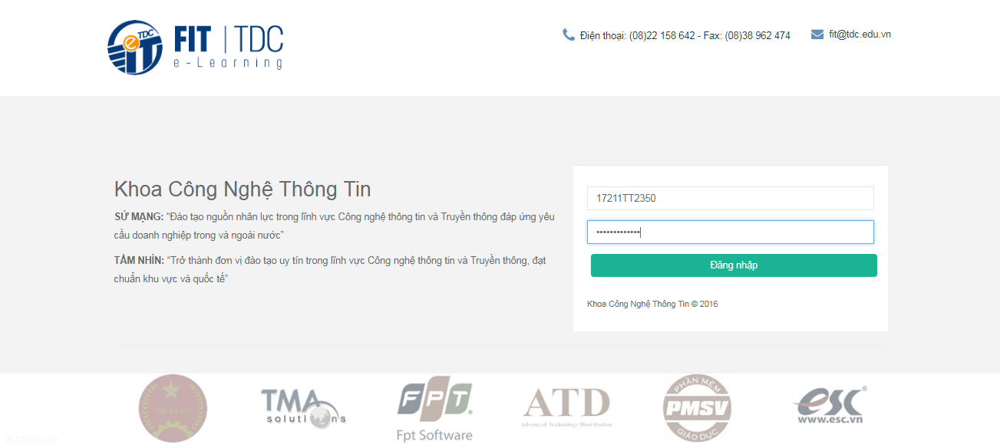 eTDC
iT
FIT | TDC
e-Learning
Điện thoại: (08)22 158 642 - Fax: (08)38 962 474
fit@tdc.edu.vn
Khoa Công Nghệ Thông Tin
SỨ MẠNG: “Đào tạo nguồn nhân lực trong lĩnh vực Công nghệ thông tin và Truyền thông đáp ứng yêu
cầu doanh nghiệp trong và ngoài nước”
TẦM NHÌN: “Trở thành đơn vị đào tạo uy tín trong lĩnh vực Công nghệ thông tin và Truyền thông, đạt
chuẩn khu vực và quốc tế”
17211TT2350
•••••••••••••
Đăng nhập
Khoa Công Nghệ Thông Tin © 2016
TMA
solutions
FPT
Fpt Software
ATD
Advanced Technology Distribution
PHẦN MỀM
PMSV
GIÁO DỤC
esc
www.esc.vn
el.tdc.edu.vn